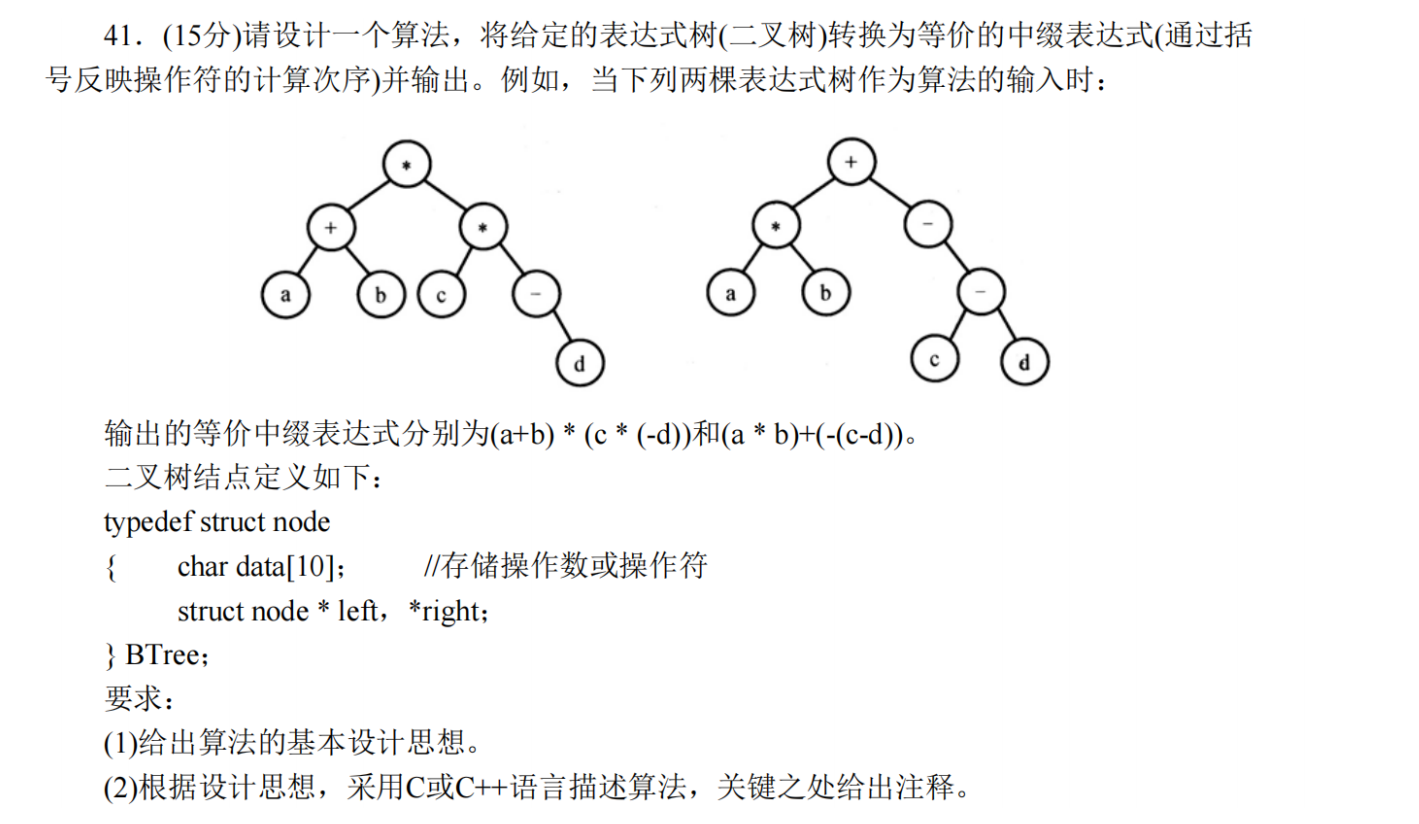 41．(15分)请设计一个算法，将给定的表达式树(二叉树)转换为等价的中缀表达式(通过括
号反映操作符的计算次序)并输出。例如，当下列两棵表达式树作为算法的输入时：
* +
+ * * −
a b c − a b −
d c d
输出的等价中缀表达式分别为(a+b) * (c * (-d))和(a * b)+(-(c-d))。
二叉树结点定义如下：
typedef struct node
{ char data[10]； //存储操作数或操作符
struct node * left，*right；
} BTree；
要求：
(1)给出算法的基本设计思想。
(2)根据设计思想，采用C或C++语言描述算法，关键之处给出注释。